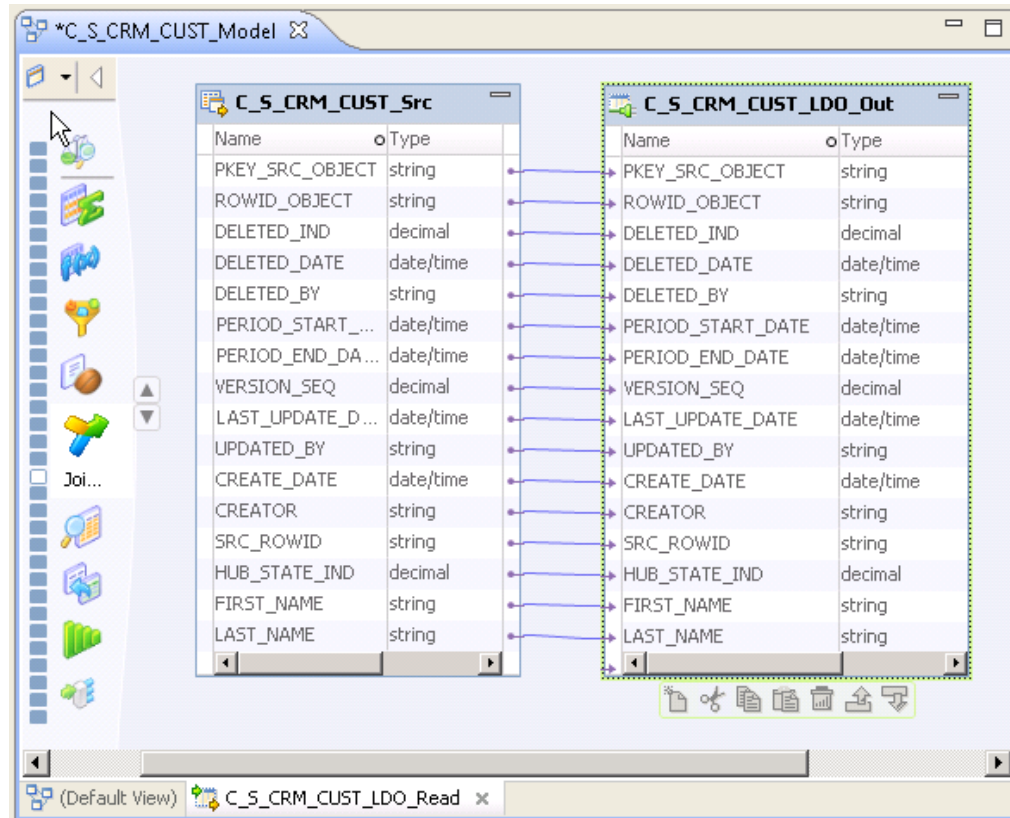 *C_S_CRM_CUST_Model
C_S_CRM_CUST_Src
Name Type
PKEY_SRC_OBJECT string
ROWID_OBJECT string
DELETED_IND decimal
DELETED_DATE date/time
DELETED_BY string
PERIOD_START_... date/time
PERIOD_END_DA... date/time
VERSION_SEQ decimal
LAST_UPDATE_D... date/time
UPDATED_BY string
CREATE_DATE date/time
CREATOR string
SRC_ROWID string
HUB_STATE_IND decimal
FIRST_NAME string
LAST_NAME string
C_S_CRM_CUST_LDO_Out
Name Type
PKEY_SRC_OBJECT string
ROWID_OBJECT string
DELETED_IND decimal
DELETED_DATE date/time
DELETED_BY string
PERIOD_START_DATE date/time
PERIOD_END_DATE date/time
VERSION_SEQ decimal
LAST_UPDATE_DATE date/time
UPDATED_BY string
CREATE_DATE date/time
CREATOR string
SRC_ROWID string
HUB_STATE_IND decimal
FIRST_NAME string
LAST_NAME string
f(x)
Joi...
(Default View) C_S_CRM_CUST_LDO_Read